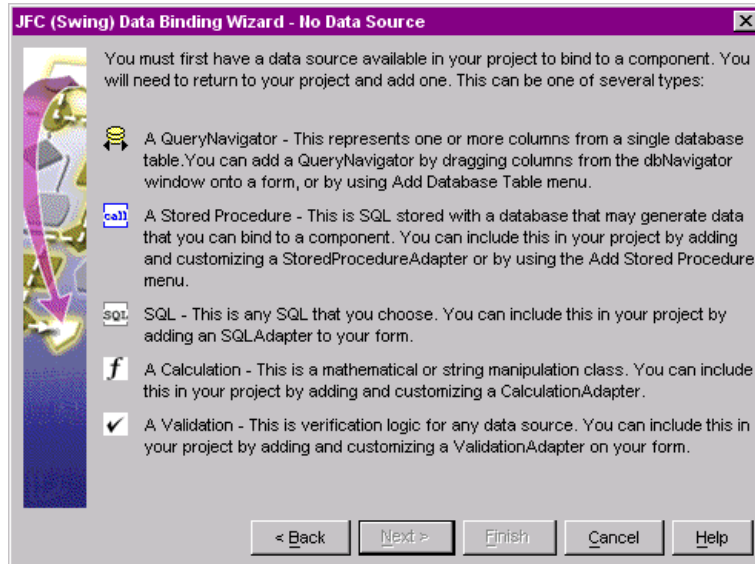 JFC (Swing) Data Binding Wizard - No Data Source
You must first have a data source available in your project to bind to a component. You
will need to return to your project and add one. This can be one of several types:
A QueryNavigator - This represents one or more columns from a single database
table.You can add a QueryNavigator by dragging columns from the dbNavigator
window onto a form, or by using Add Database Table menu.
call
A Stored Procedure - This is SQL stored with a database that may generate data
that you can bind to a component. You can include this in your project by adding
and customizing a StoredProcedureAdapter or by using the Add Stored Procedure
menu.
SQL
SQL - This is any SQL that you choose. You can include this in your project by
adding an SQLAdapter to your form.
f
A Calculation - This is a mathematical or string manipulation class. You can include
this in your project by adding and customizing a CalculationAdapter.
A Validation - This is verification logic for any data source. You can include this in
your project by adding and customizing a ValidationAdapter on your form.
< Back Next > Finish Cancel Help